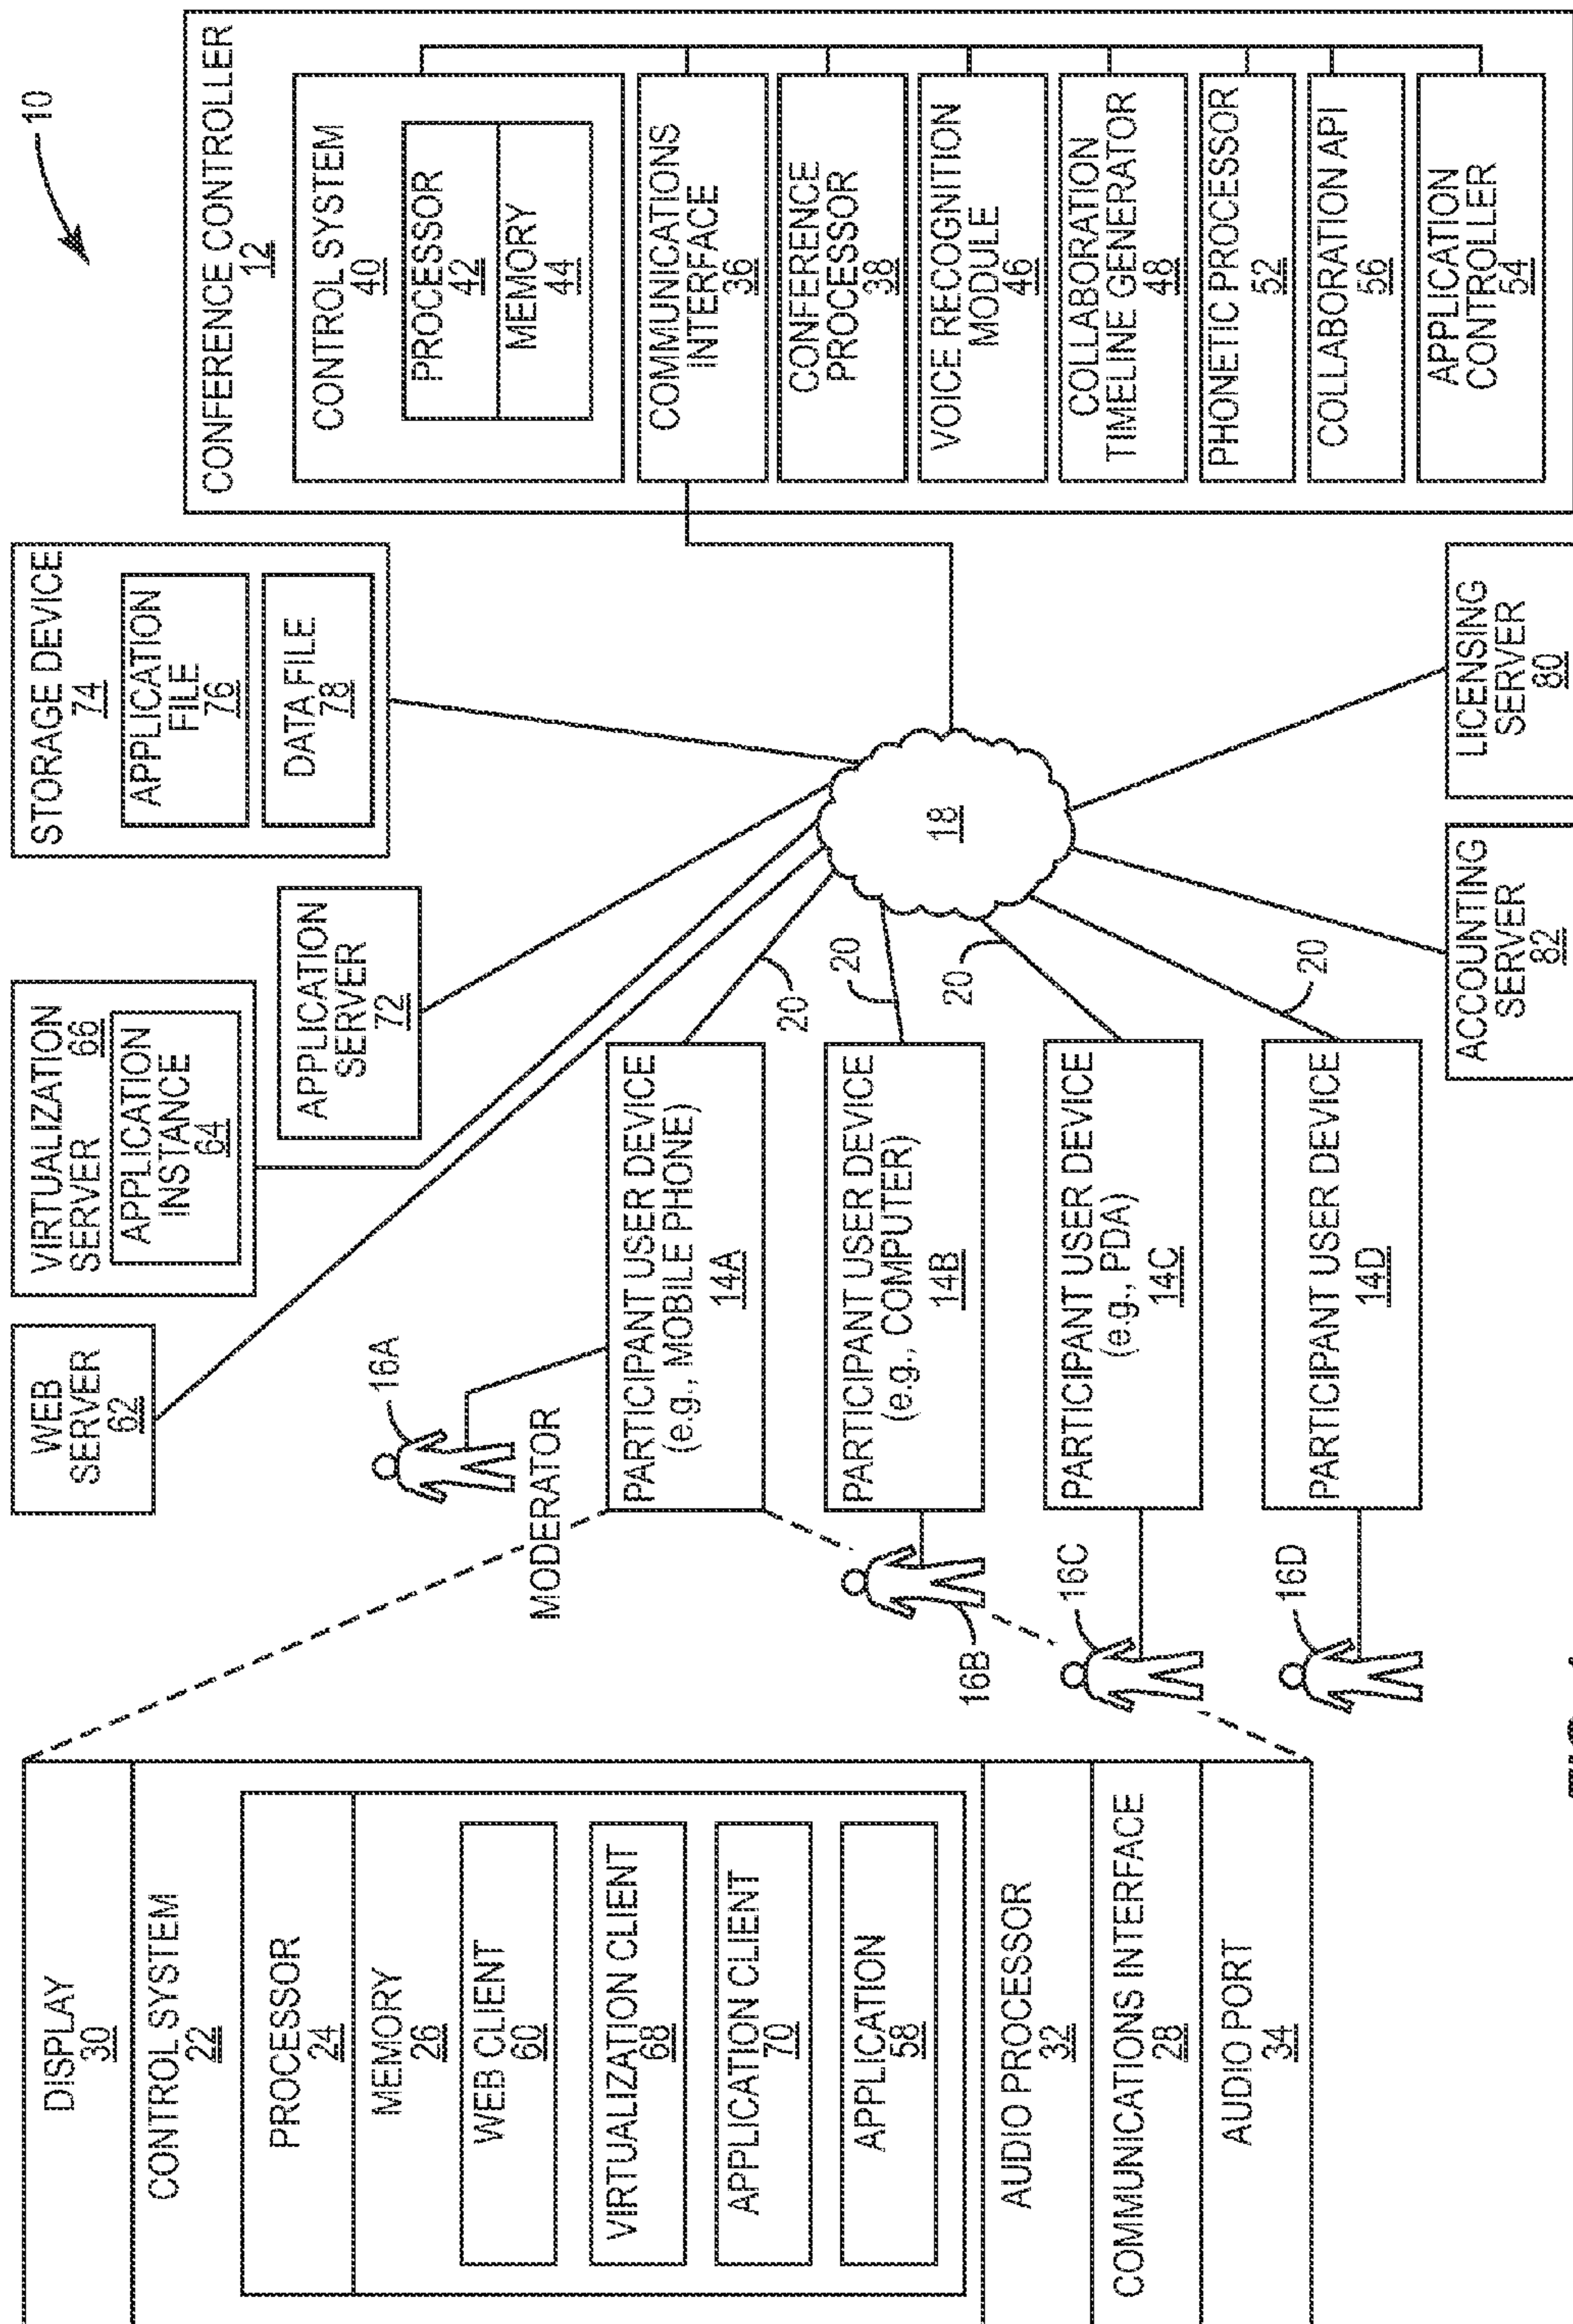 10
DISPLAY
30
CONTROL SYSTEM
22
PROCESSOR
24
MEMORY
26
WEB CLIENT
60
VIRTUALIZATION CLIENT
68
APPLICATION CLIENT
70
APPLICATION
58
AUDIO PROCESSOR
32
COMMUNICATIONS INTERFACE
28
AUDIO PORT
34
WEB
SERVER
62
VIRTUALIZATION
SERVER 66
APPLICATION
INSTANCE
64
APPLICATION
SERVER
72
STORAGE DEVICE
74
APPLICATION
FILE
76
DATA FILE
78
16A
MODERATOR
PARTICIPANT USER DEVICE
(e.g., MOBILE PHONE)
14A
20
16B
PARTICIPANT USER DEVICE
(e.g., COMPUTER)
14B
20
16C
PARTICIPANT USER DEVICE
(e.g., PDA)
14C
20
16D
PARTICIPANT USER DEVICE
14D
20
18
ACCOUNTING
SERVER
82
LICENSING
SERVER
80
CONFERENCE CONTROLLER
12
CONTROL SYSTEM
40
PROCESSOR
42
MEMORY
44
COMMUNICATIONS
INTERFACE
36
CONFERENCE
PROCESSOR
38
VOICE RECOGNITION
MODULE
46
COLLABORATION
TIMELINE GENERATOR
48
PHONETIC PROCESSOR
52
COLLABORATION API
56
APPLICATION
CONTROLLER
54